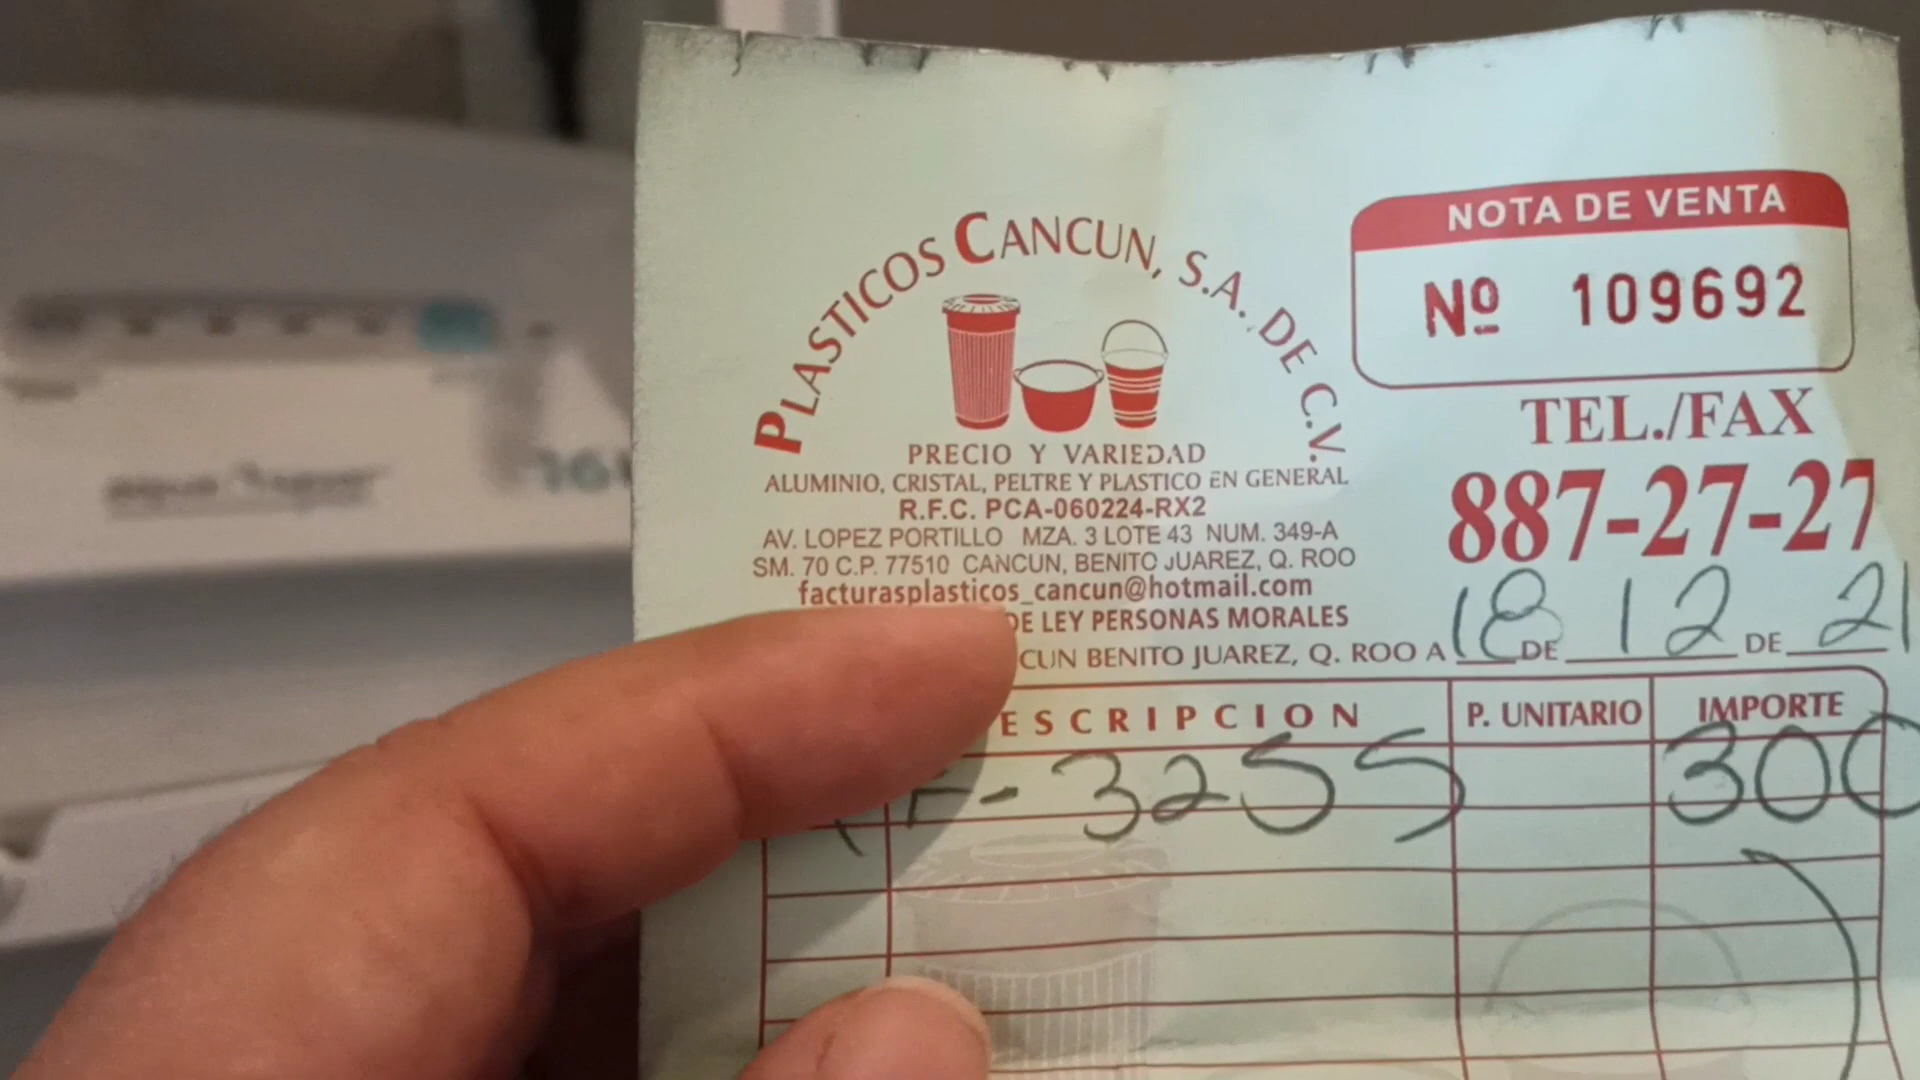 PLASTICOS CANCUN, S.A. DE C.V.
NOTA DE VENTA
Nº 109692
TEL./FAX
887-27-27
PRECIO Y VARIEDAD
ALUMINIO, CRISTAL, PELTRE Y PLASTICO EN GENERAL
R.F.C. PCA-060224-RX2
AV. LOPEZ PORTILLO MZA. 3 LOTE 43 NUM. 349-A
SM. 70 C.P. 77510 CANCUN, BENITO JUAREZ, Q. ROO
facturasplasticos_cancun@hotmail.com
DE LEY PERSONAS MORALES
CUN BENITO JUAREZ, Q. ROO A 18 DE 12 DE 21
ESCRIPCION P. UNITARIO IMPORTE
- 3255 300